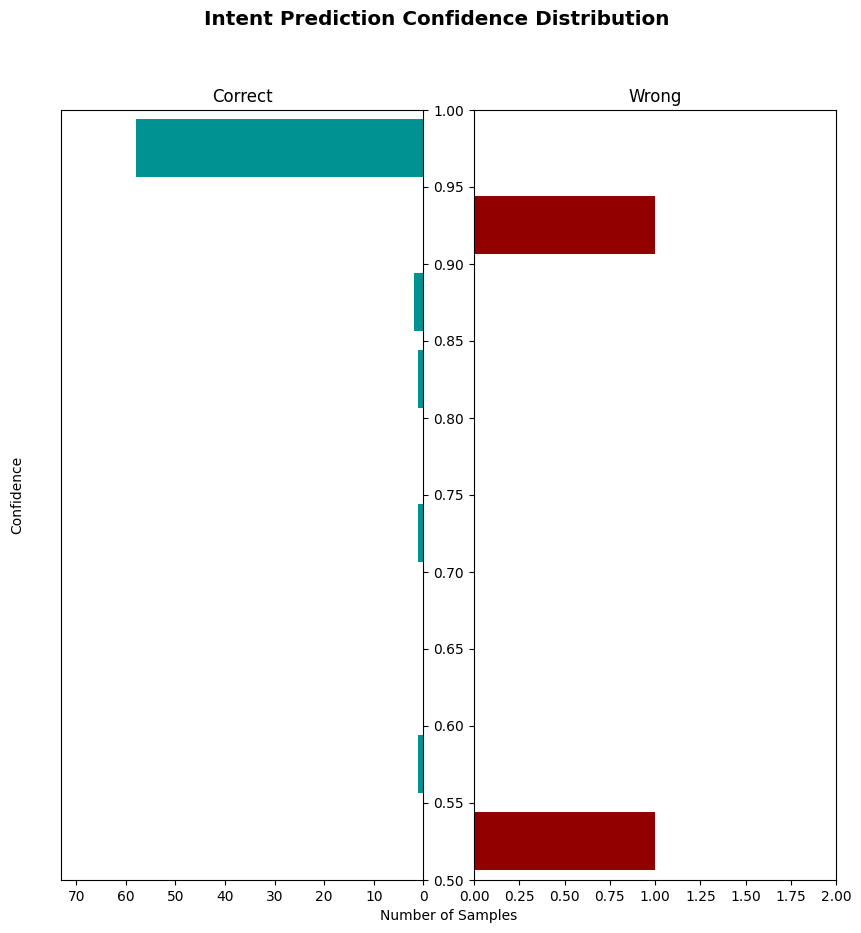 Intent Prediction Confidence Distribution
Correct
Wrong
1.00
0.95
0.90
0.85
0.80
0.75
0.70
0.65
0.60
0.55
0.50
Confidence
70 60 50 40 30 20 10 0
0.00 0.25 0.50 0.75 1.00 1.25 1.50 1.75 2.00
Number of Samples